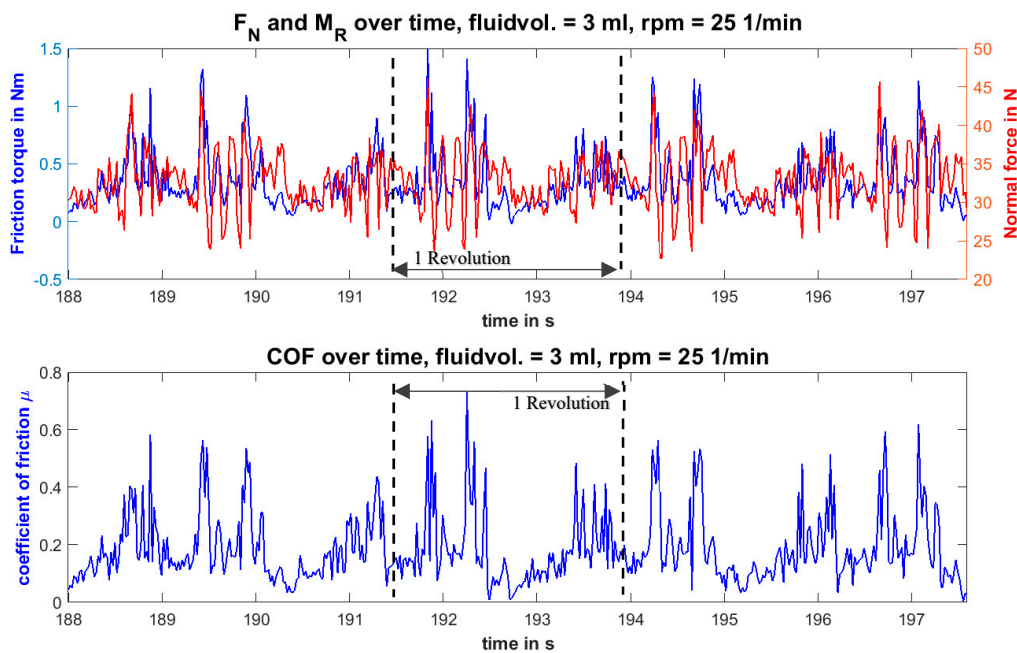 F_N and M_R over time, fluidvol. = 3 ml, rpm = 25 1/min
Friction torque in Nm
1.5
1
0.5
0
-0.5
Normal force in N
50
45
40
35
30
25
20
1 Revolution
188 189 190 191 192 193 194 195 196 197
time in s
COF over time, fluidvol. = 3 ml, rpm = 25 1/min
coefficient of friction μ
0.8
0.6
0.4
0.2
0
1 Revolution
188 189 190 191 192 193 194 195 196 197
time in s